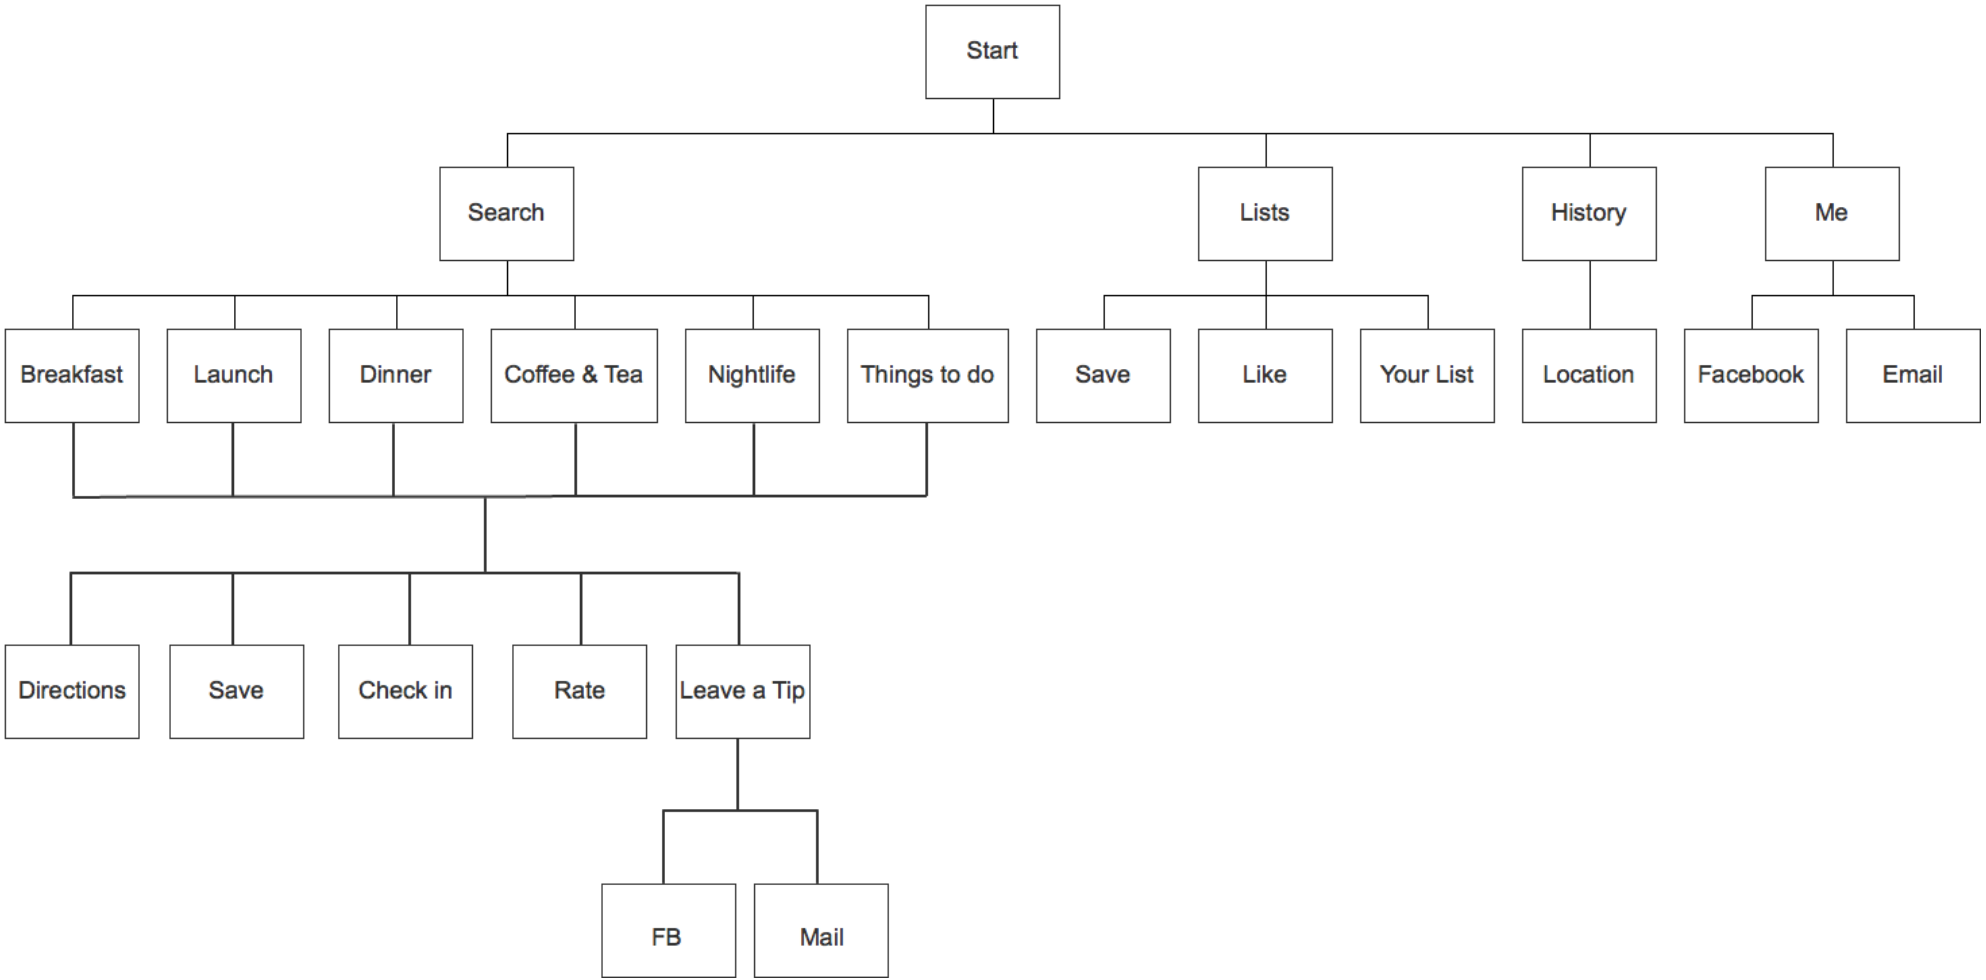 Start
Search
Lists
History
Me
Breakfast
Launch
Dinner
Coffee & Tea
Nightlife
Things to do
Save
Like
Your List
Location
Facebook
Email
Directions
Save
Check in
Rate
Leave a Tip
FB
Mail